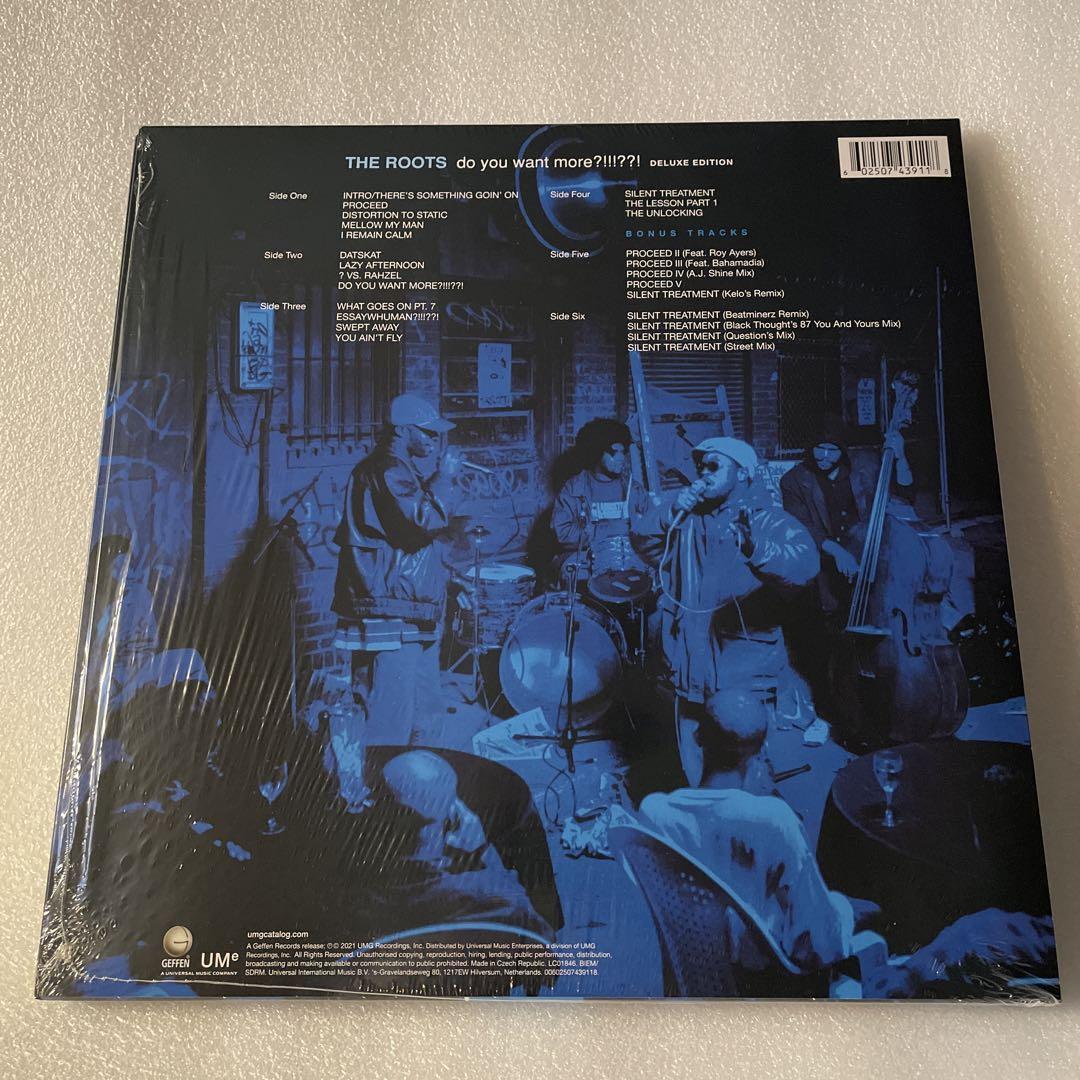 THE ROOTS do you want more?!!!??! DELUXE EDITION
6 02507 43911 8
Side One
INTRO/THERE'S SOMETHING GOIN' ON
PROCEED
DISTORTION TO STATIC
MELLOW MY MAN
I REMAIN CALM
Side Two
DATSKAT
LAZY AFTERNOON
? VS. RAHZEL
DO YOU WANT MORE?!!!??!
Side Three
WHAT GOES ON PT. 7
ESSAYWHUMAN?!!!??!
SWEPT AWAY
YOU AIN'T FLY
Side Four
SILENT TREATMENT
THE LESSON PART 1
THE UNLOCKING
BONUS TRACKS
Side Five
PROCEED II (Feat. Roy Ayers)
PROCEED III (Feat. Bahamadia)
PROCEED IV (A.J. Shine Mix)
PROCEED V
SILENT TREATMENT (Kelo's Remix)
Side Six
SILENT TREATMENT (Beatminerz Remix)
SILENT TREATMENT (Black Thought's 87 You And Yours Mix)
SILENT TREATMENT (Question's Mix)
SILENT TREATMENT (Street Mix)
GEFFEN
UMe
A UNIVERSAL MUSIC COMPANY
umgcatalog.com
A Geffen Records release; ℗© 2021 UMG Recordings, Inc. Distributed by Universal Music Enterprises, a division of UMG
Recordings, Inc. All Rights Reserved. Unauthorised copying, reproduction, hiring, lending, public performance, distribution,
broadcasting and making available or communication to public prohibited. Made in Czech Republic. LC01846. BIEM/
SDRM. Universal International Music B.V. 's-Gravelandseweg 80, 1217EW Hilversum, Netherlands. 00602507439118.